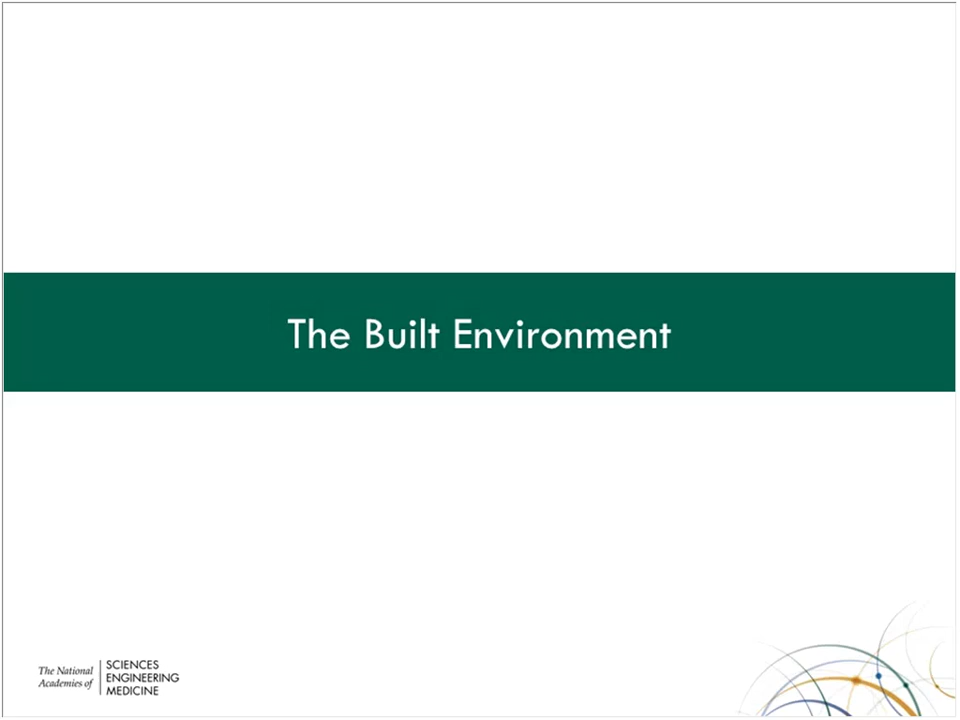 The Built Environment
The National
Academies of
SCIENCES
ENGINEERING
MEDICINE